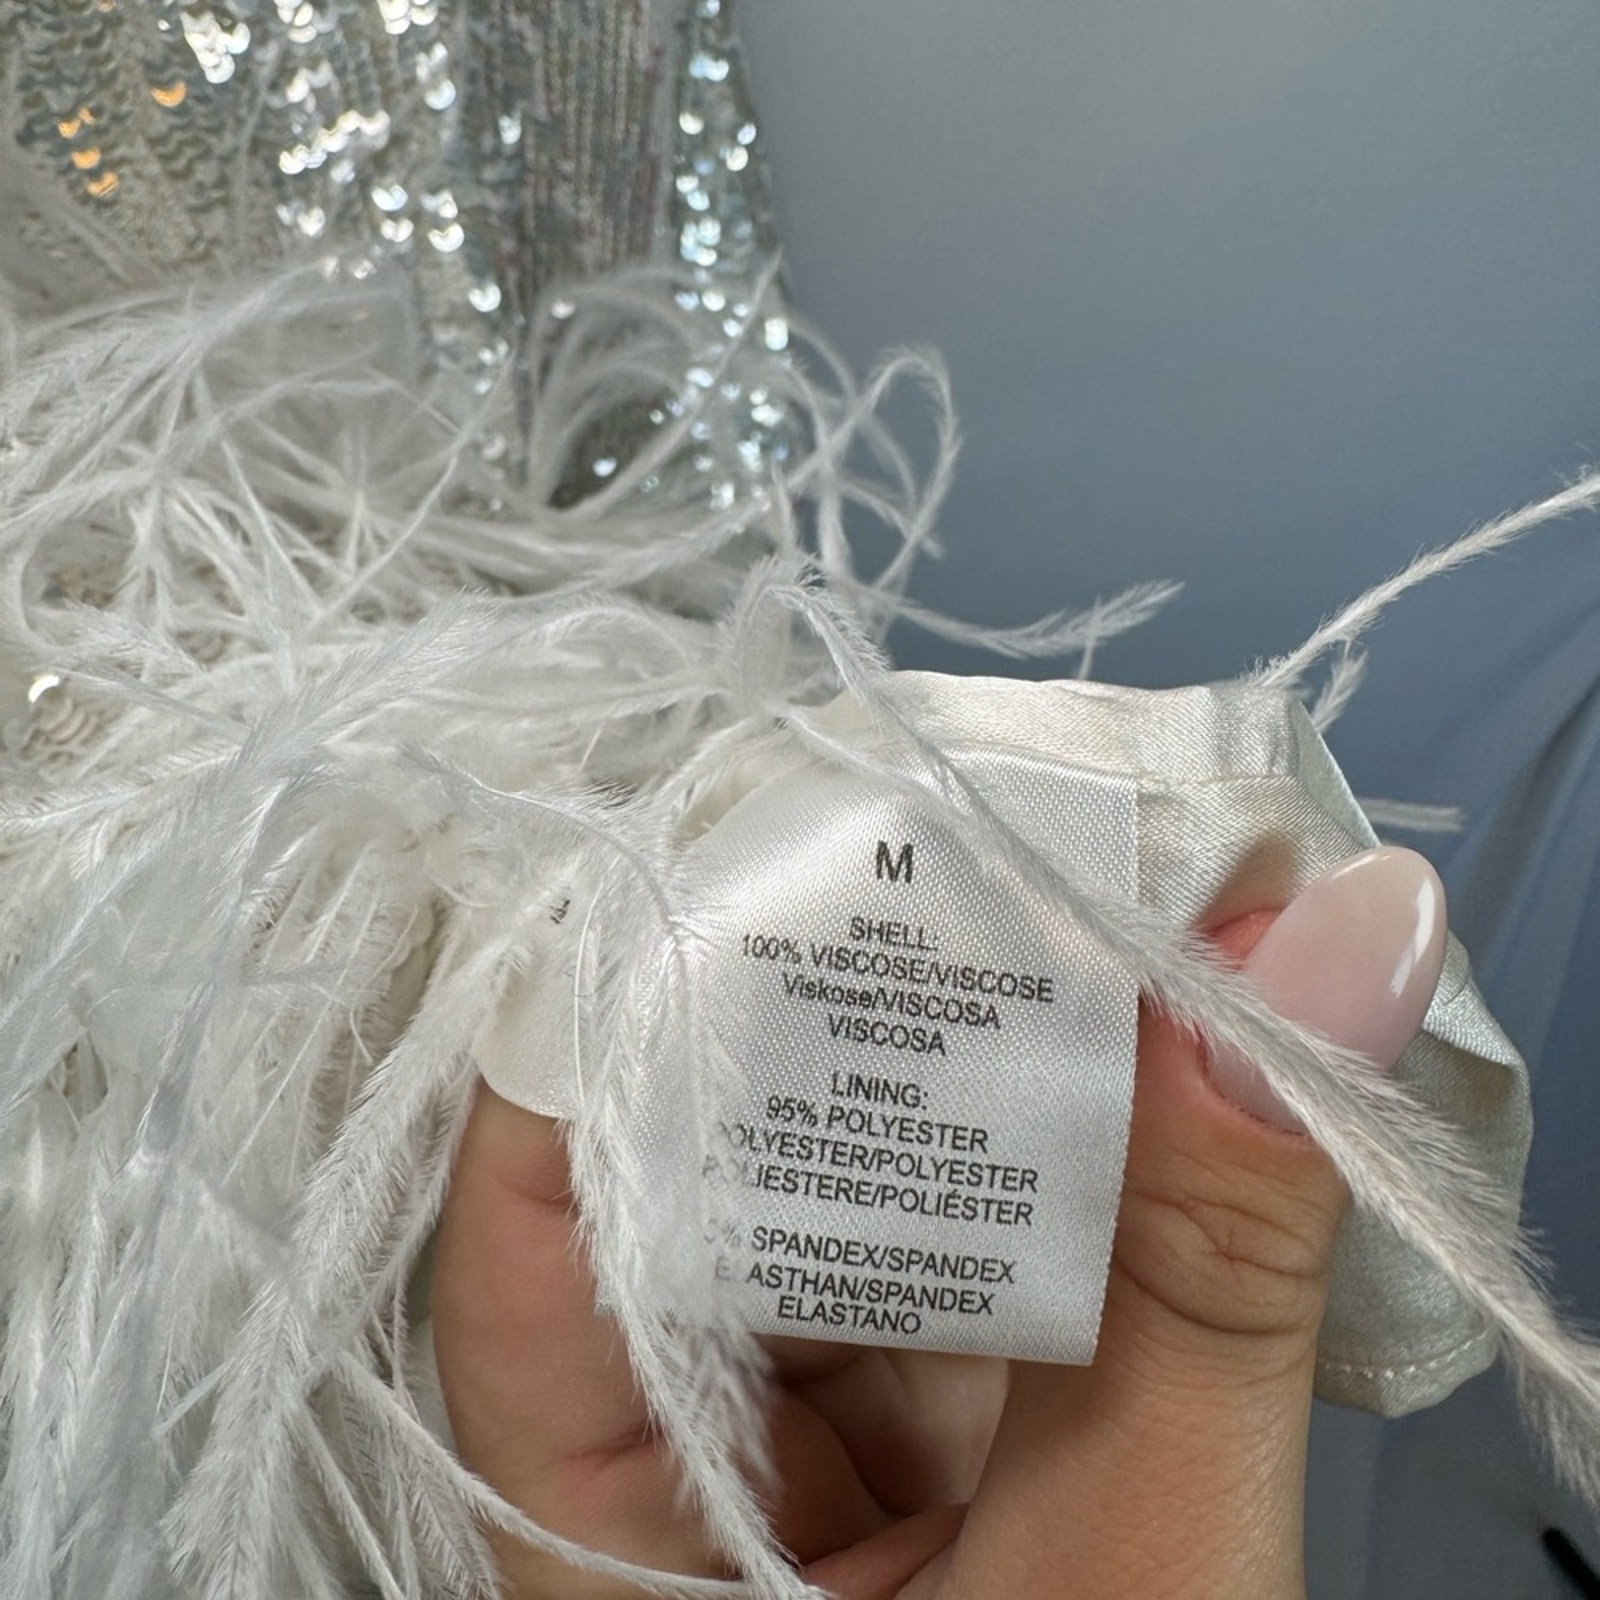 M
SHELL:
100% VISCOSE/VISCOSE
Viskose/VISCOSA
VISCOSA
LINING:
95% POLYESTER
POLYESTER/POLYESTER
POLIESTERE/POLIÉSTER
SPANDEX/SPANDEX
ELASTHAN/SPANDEX
ELASTANO